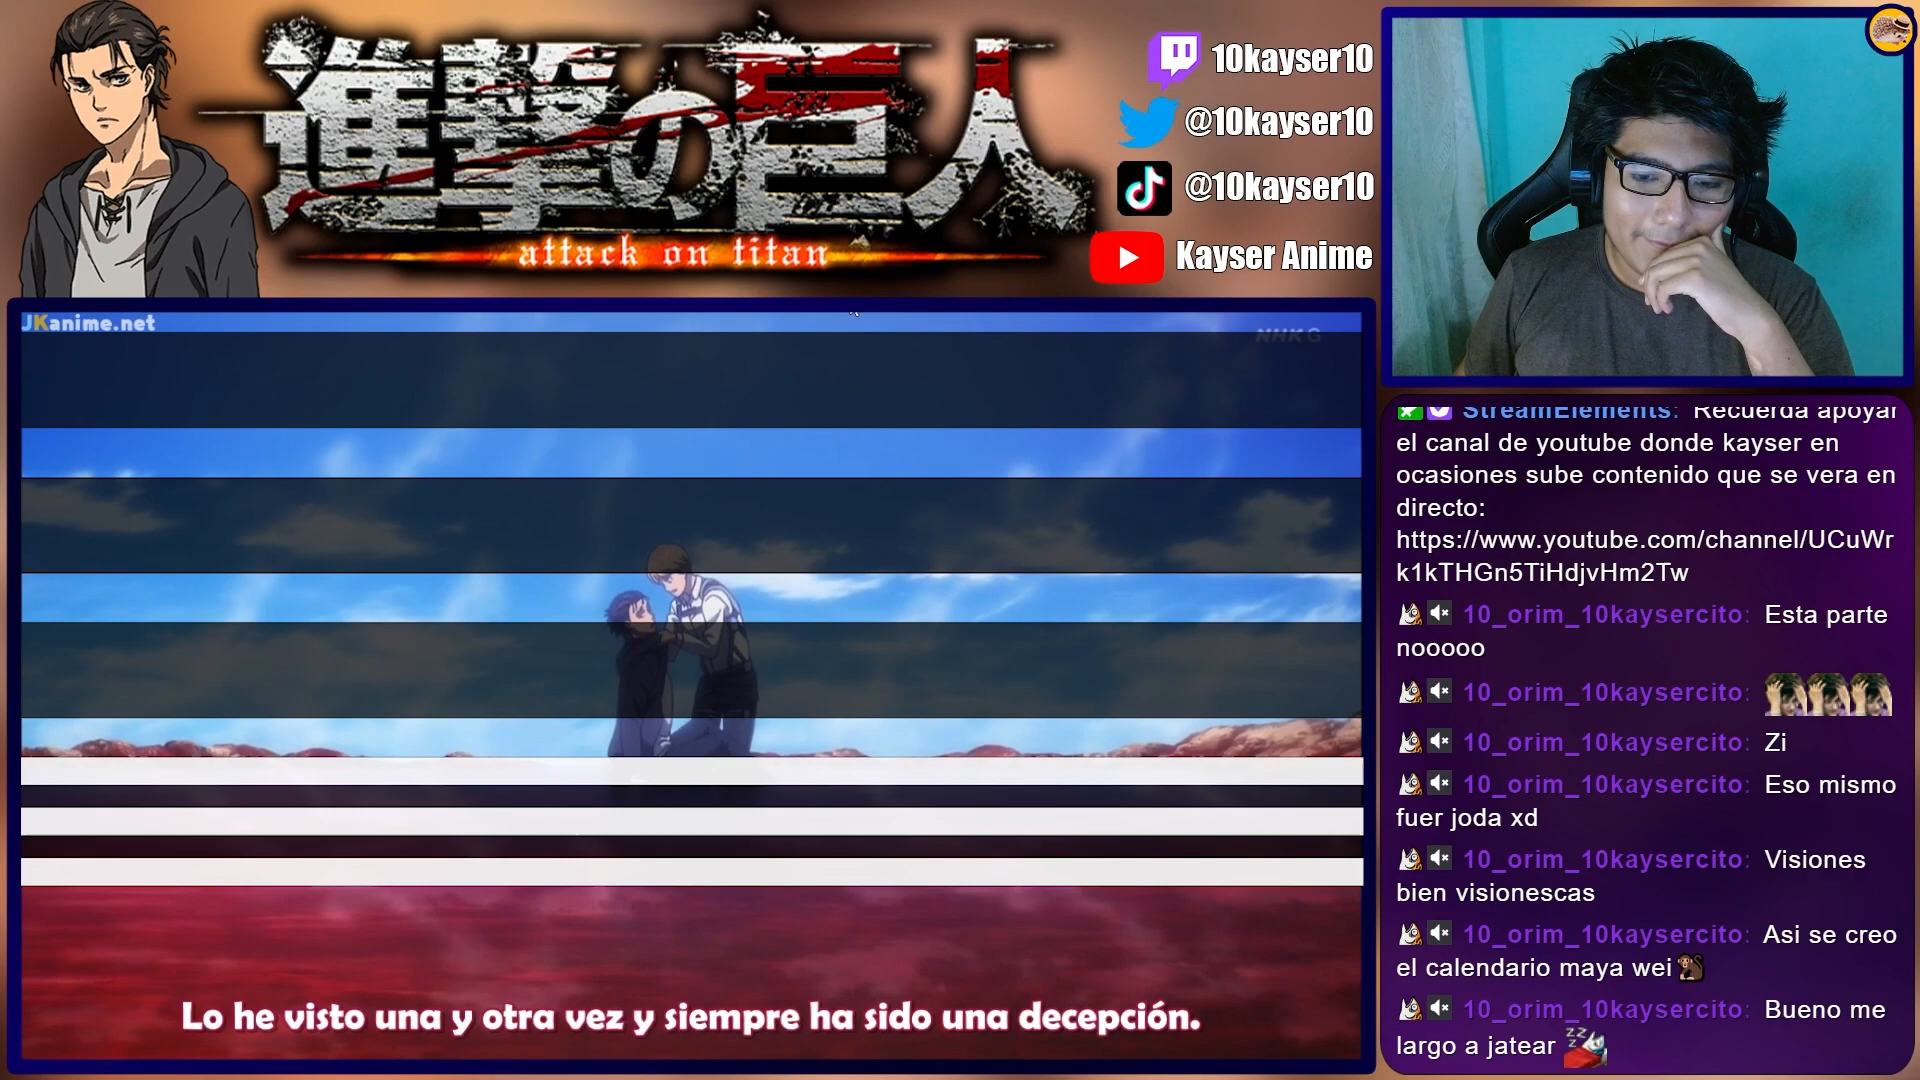 進撃の巨人
attack on titan
10kayser10
@10kayser10
@10kayser10
Kayser Anime
JKanime.net
NHK G
Lo he visto una y otra vez y siempre ha sido una decepción.
StreamElements: Recuerda apoyar
el canal de youtube donde kayser en
ocasiones sube contenido que se vera en
directo:
https://www.youtube.com/channel/UCuWr
k1kTHGn5TiHdjvHm2Tw
10_orim_10kaysercito: Esta parte
nooooo
10_orim_10kaysercito:
10_orim_10kaysercito: Zi
10_orim_10kaysercito: Eso mismo
fuer joda xd
10_orim_10kaysercito: Visiones
bien visionescas
10_orim_10kaysercito: Asi se creo
el calendario maya wei
10_orim_10kaysercito: Bueno me
largo a jatear